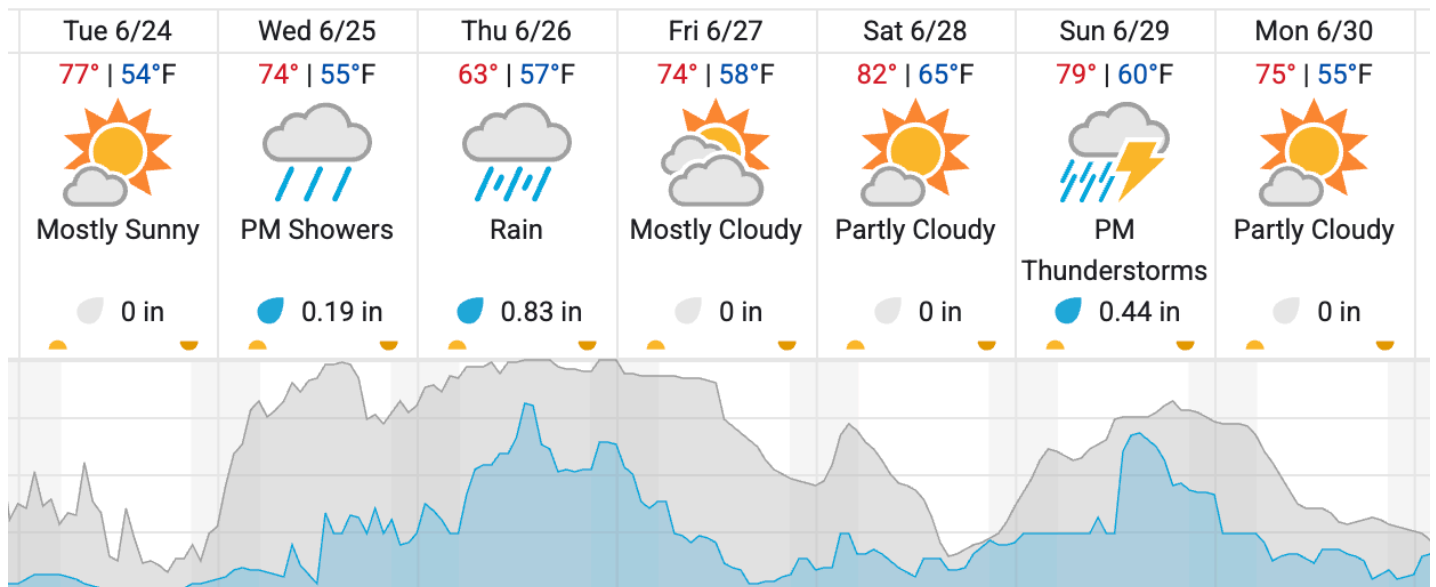 Tue 6/24
77° | 54°F
Mostly Sunny
0 in
Wed 6/25
74° | 55°F
PM Showers
0.19 in
Thu 6/26
63° | 57°F
Rain
0.83 in
Fri 6/27
74° | 58°F
Mostly Cloudy
0 in
Sat 6/28
82° | 65°F
Partly Cloudy
0 in
Sun 6/29
79° | 60°F
PM
Thunderstorms
0.44 in
Mon 6/30
75° | 55°F
Partly Cloudy
0 in